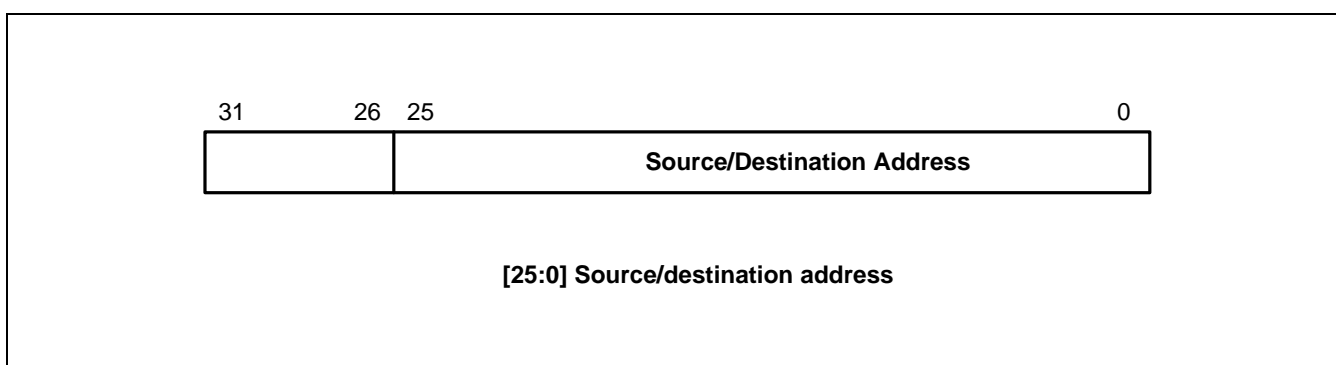 31 26 25 0
Source/Destination Address
[25:0] Source/destination address